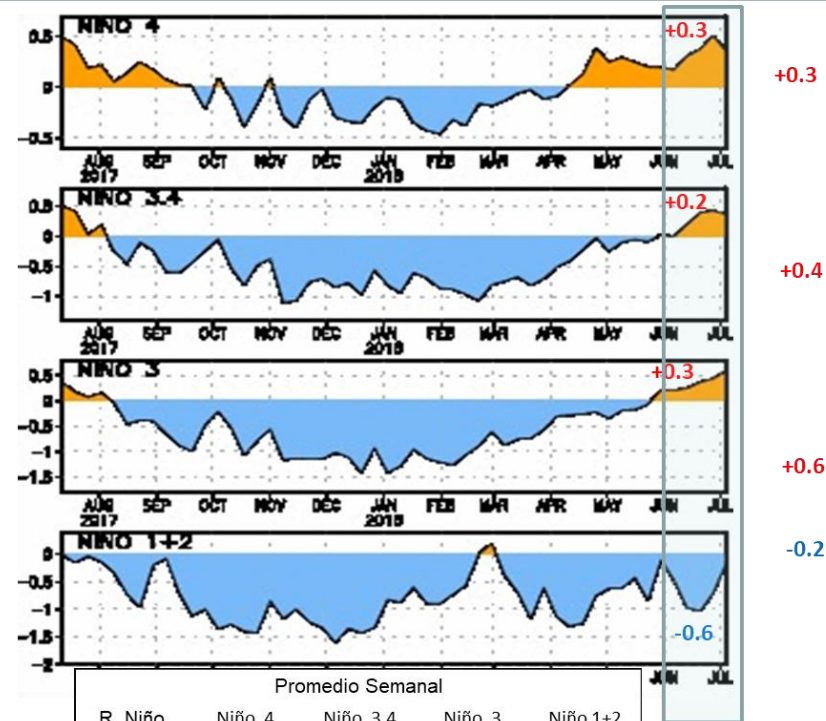 NINO 4
+0.3
0.5
0
-0.5
+0.3
AUG SEP OCT NOV DEC JAN FEB MAR APR MAY JUN JUL
2017 2018
NINO 3.4
+0.2
0.5
0
-0.5
-1
+0.4
AUG SEP OCT NOV DEC JAN FEB MAR APR MAY JUN JUL
2017 2018
NINO 3
+0.3
0.5
0
-0.5
-1
-1.5
+0.6
AUG SEP OCT NOV DEC JAN FEB MAR APR MAY JUN JUL
2017 2018
NINO 1+2
-0.2
0
-0.5
-1
-1.5
-2
-0.6
JUN JUL
Promedio Semanal
R. Niño Niño 4 Niño 3.4 Niño 3 Niño 1+2